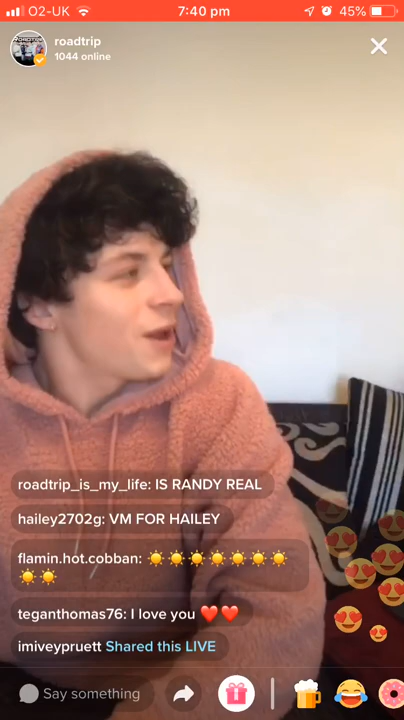 O2-UK
7:40 pm
45%
roadtrip
1044 online
roadtrip_is_my_life: IS RANDY REAL
hailey2702g: VM FOR HAILEY
flamin.hot.cobban: ☀️☀️☀️☀️☀️☀️☀️
☀️☀️
teganthomas76: I love you ❤️❤️
imiveypruett Shared this LIVE
Say something